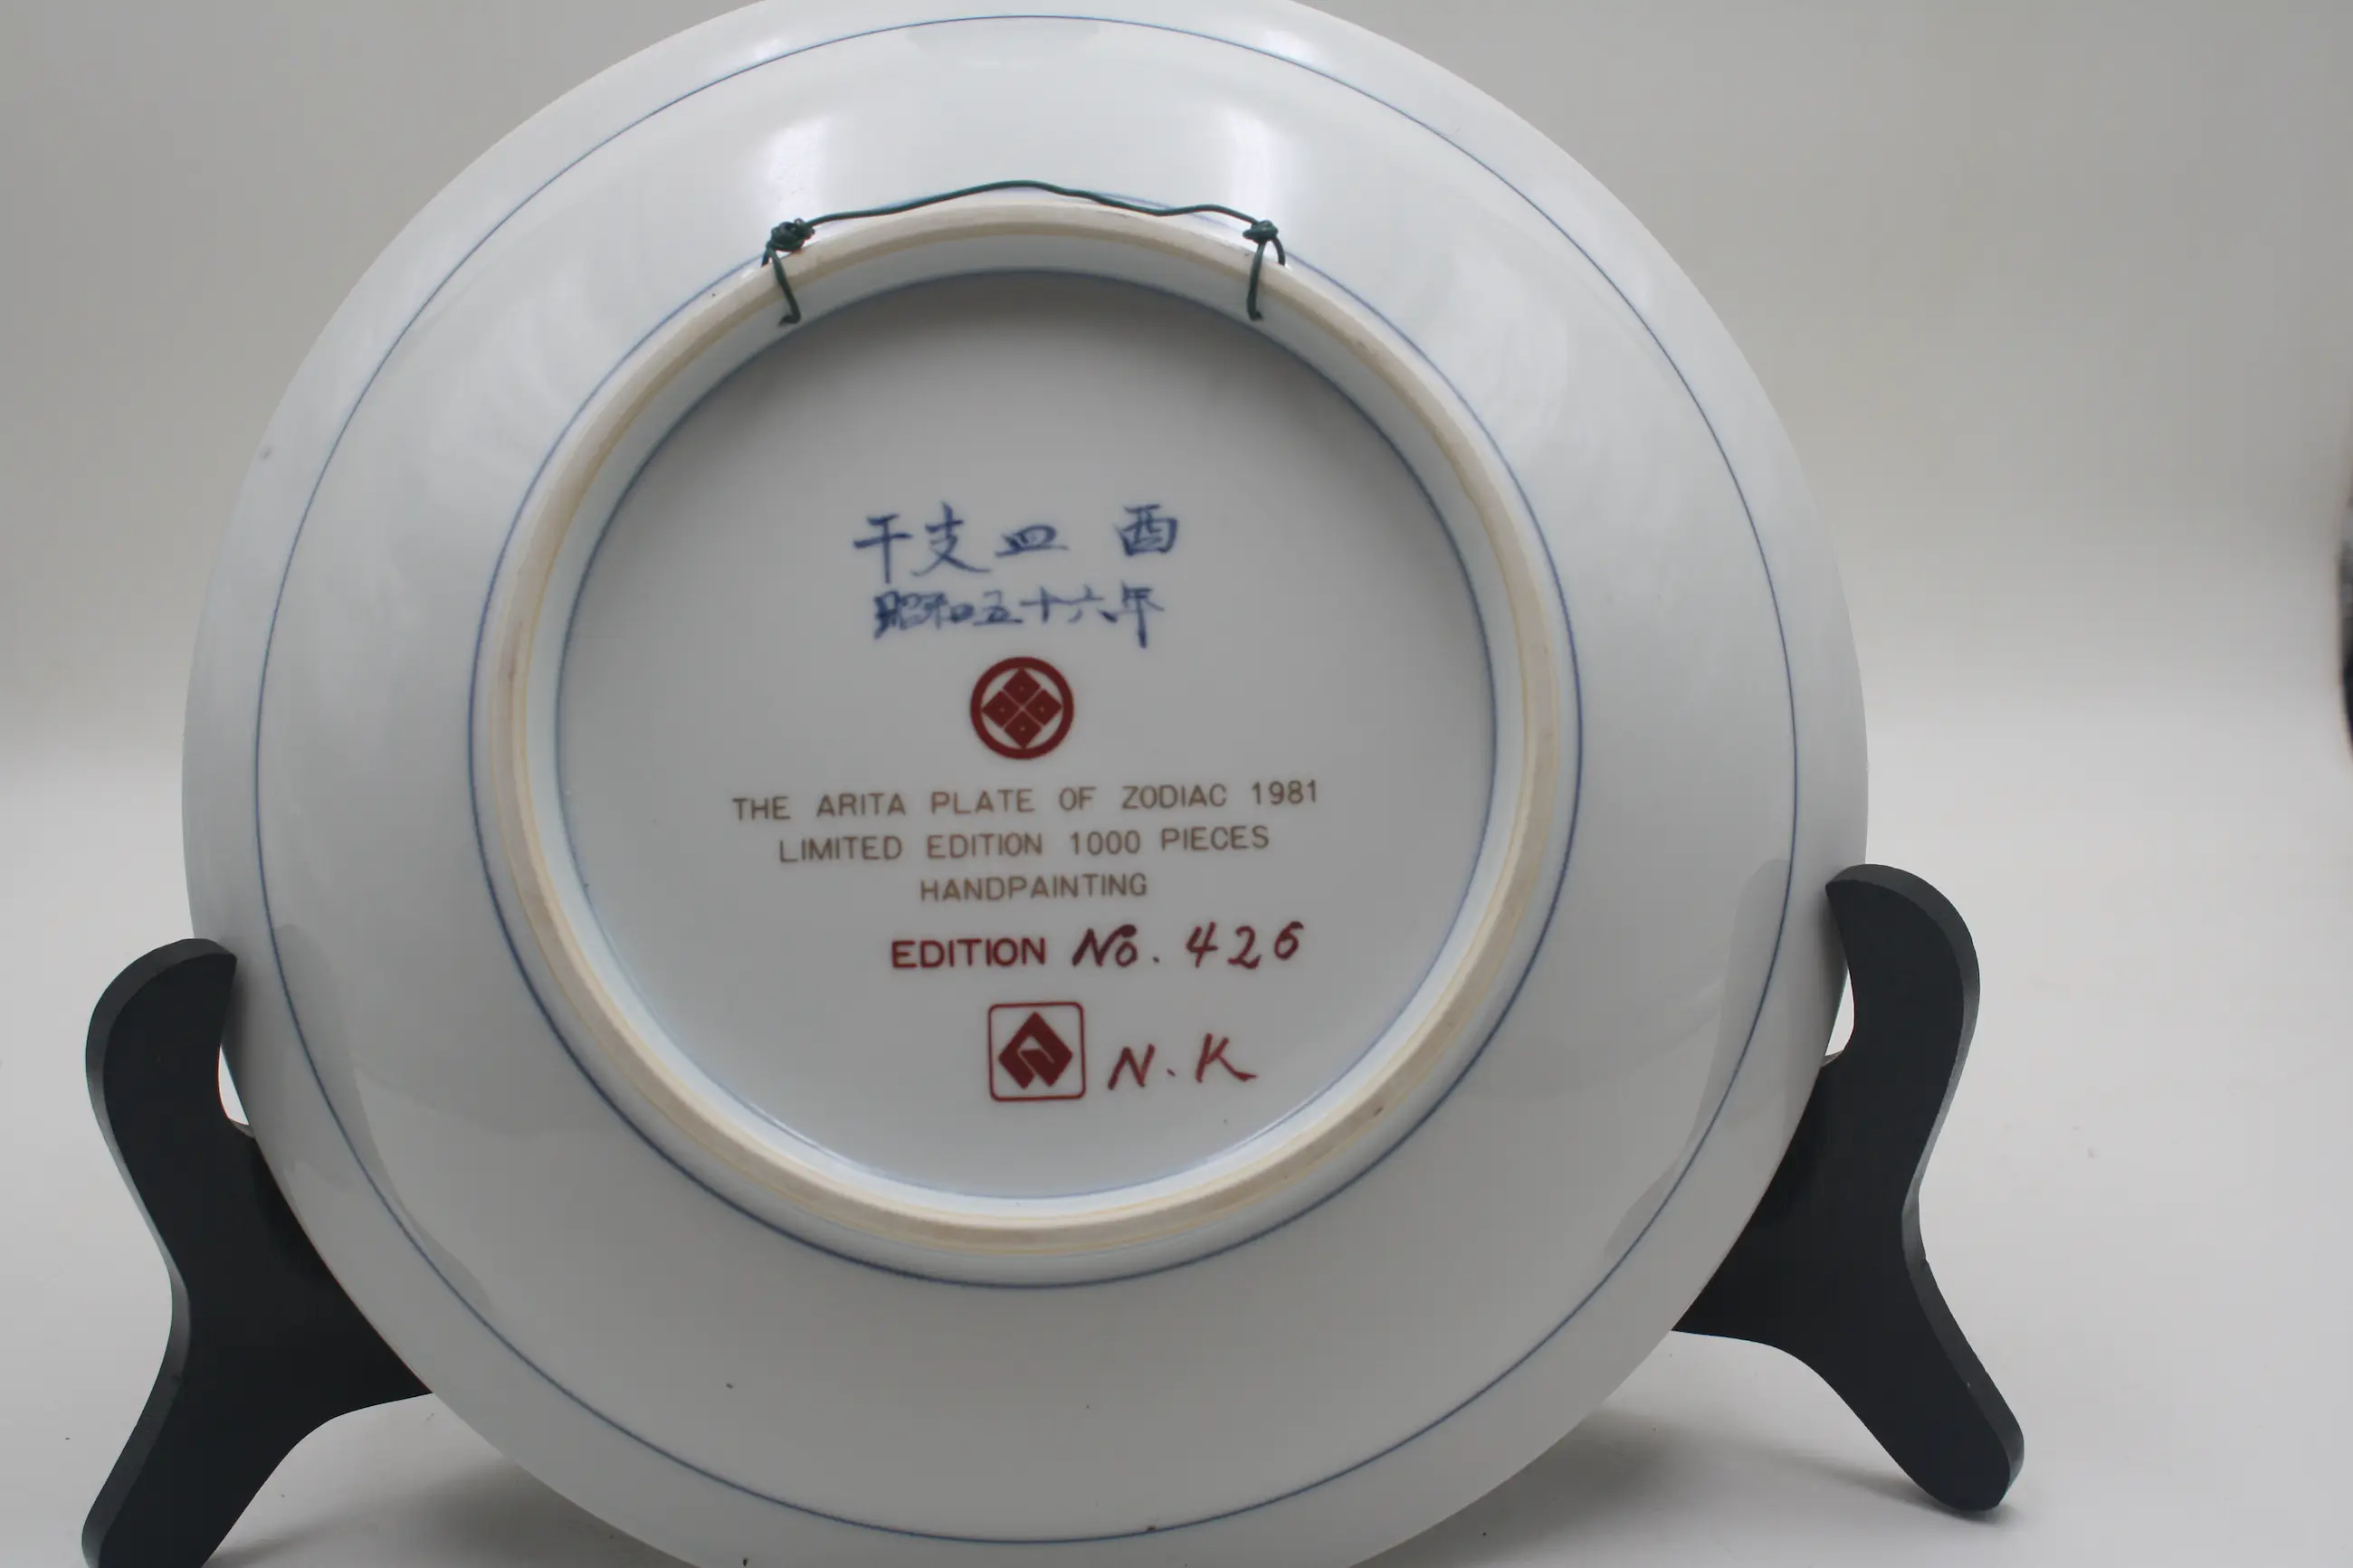 干支皿 酉
昭和五十六年
THE ARITA PLATE OF ZODIAC 1981
LIMITED EDITION 1000 PIECES
HANDPAINTING
EDITION No. 426
N.K